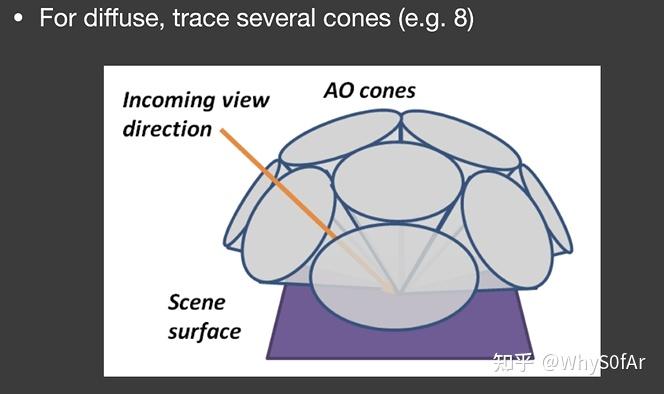 • For diffuse, trace several cones (e.g. 8)
Incoming view
direction
AO cones
Scene
surface
知乎 @WhyS0fAr